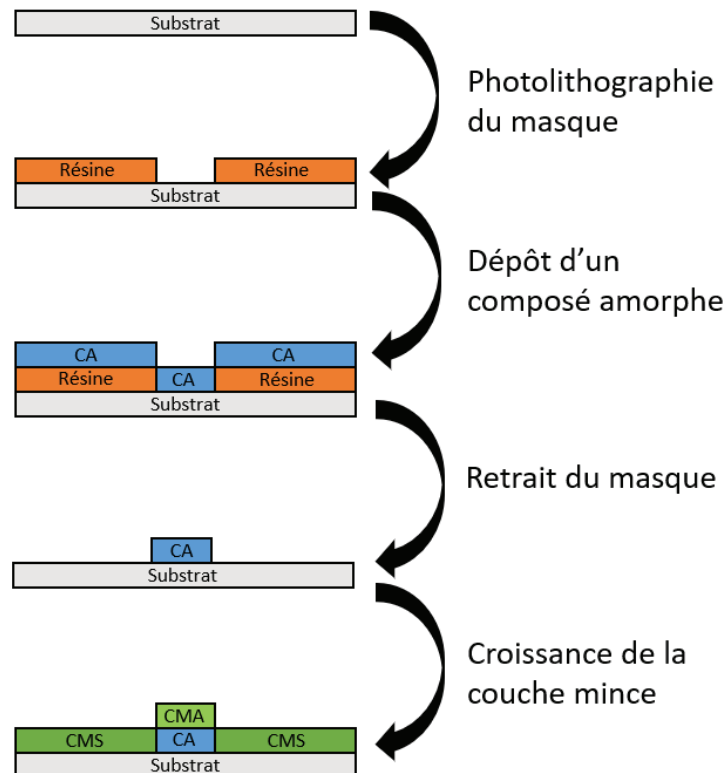 Substrat
Photolithographie
du masque
Résine Résine
Substrat
Dépôt d'un
composé amorphe
CA CA
Résine CA Résine
Substrat
Retrait du masque
CA
Substrat
Croissance de la
couche mince
CMA
CMS CA CMS
Substrat